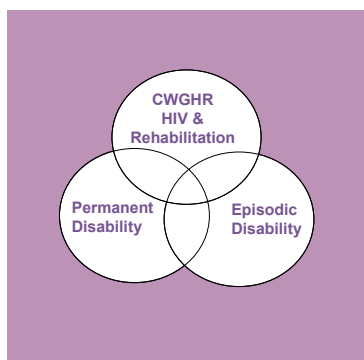 CWGHR
HIV &
Rehabilitation
Permanent
Disability
Episodic
Disability